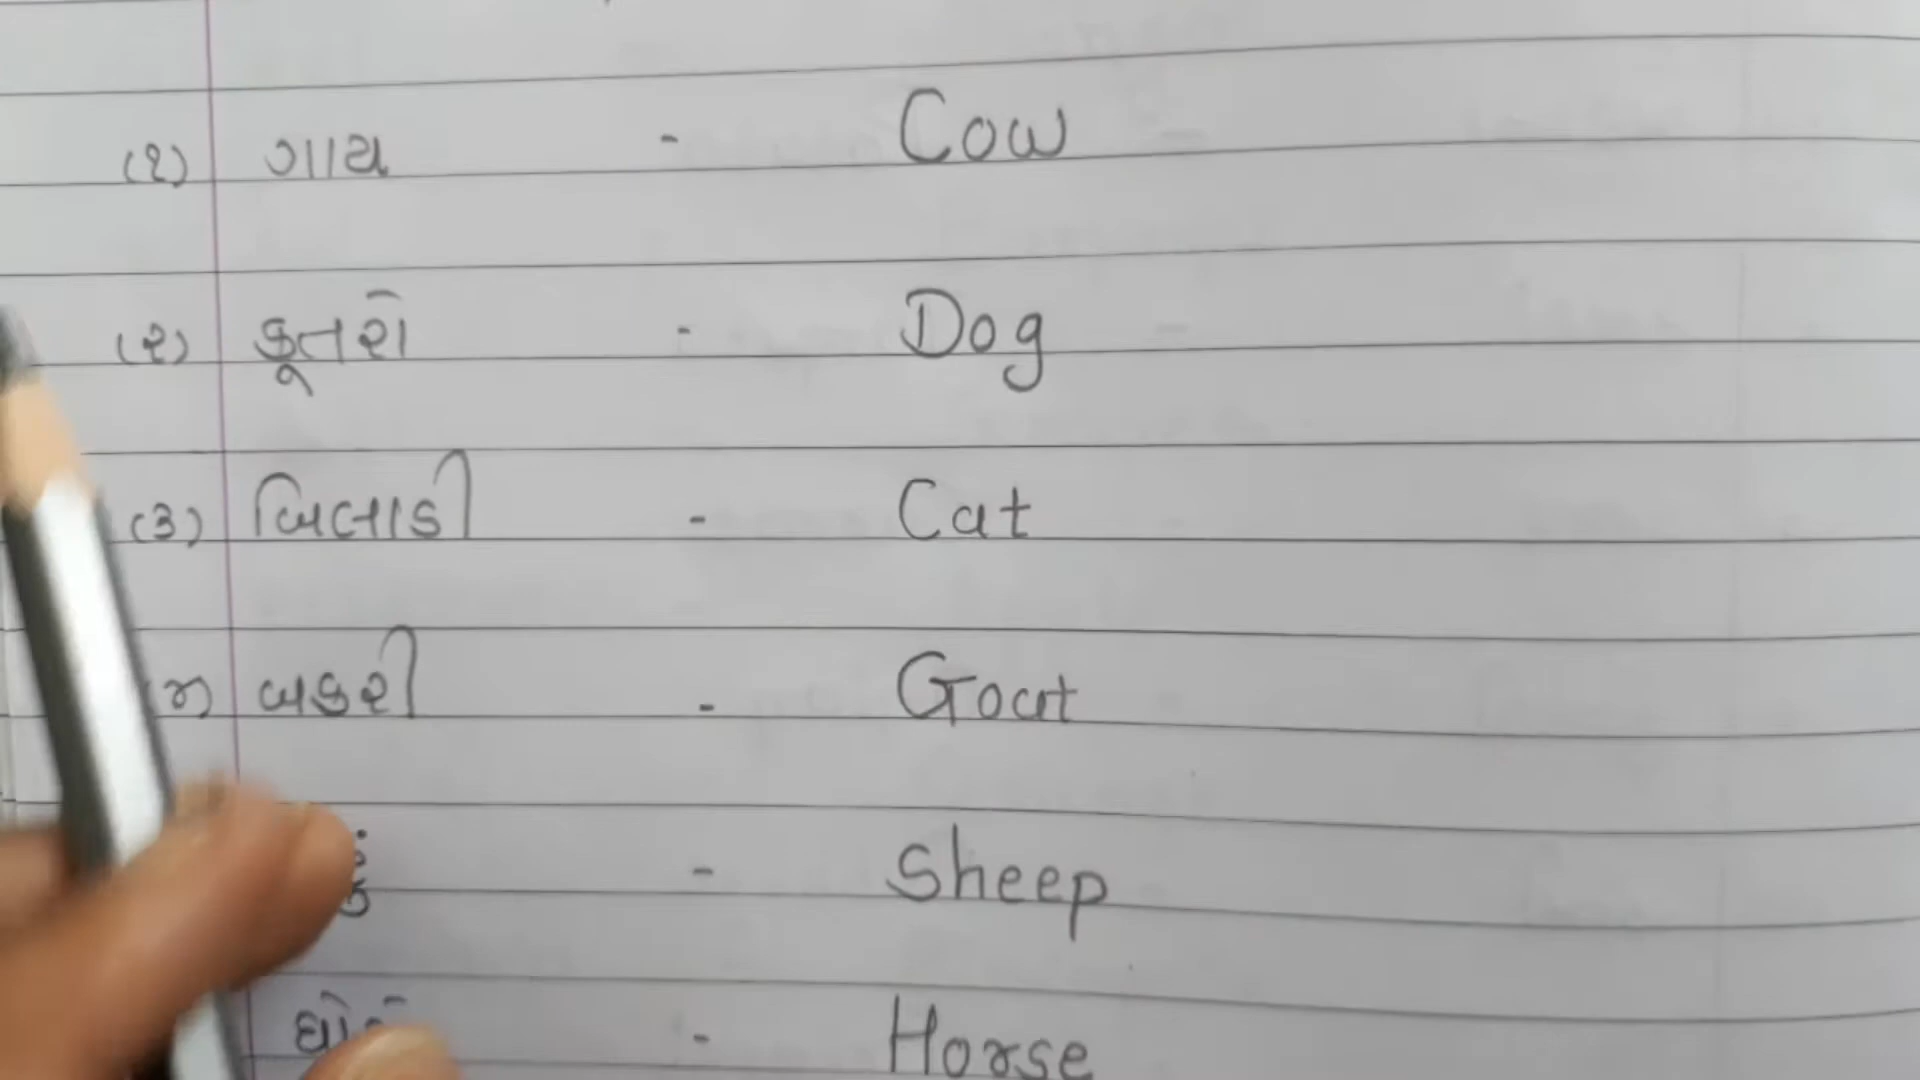 (૧) ગાય - Cow
(૨) કૂતરો - Dog
(૩) બિલાડી - Cat
(૪) બકરી - Goat
- Sheep
- Horse